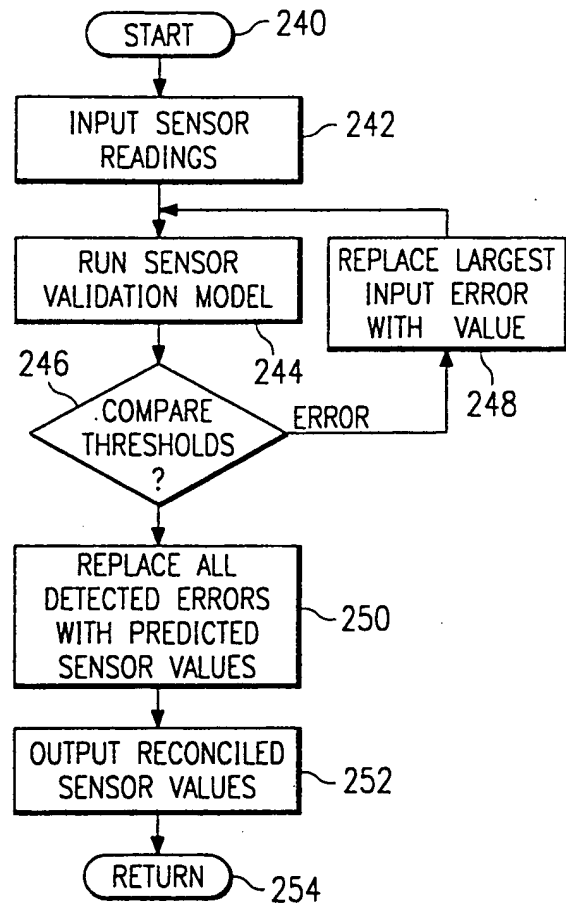 START
240
INPUT SENSOR
READINGS
242
RUN SENSOR
VALIDATION MODEL
244
REPLACE LARGEST
INPUT ERROR
WITH VALUE
248
246
COMPARE
THRESHOLDS
?
ERROR
REPLACE ALL
DETECTED ERRORS
WITH PREDICTED
SENSOR VALUES
250
OUTPUT RECONCILED
SENSOR VALUES
252
RETURN
254